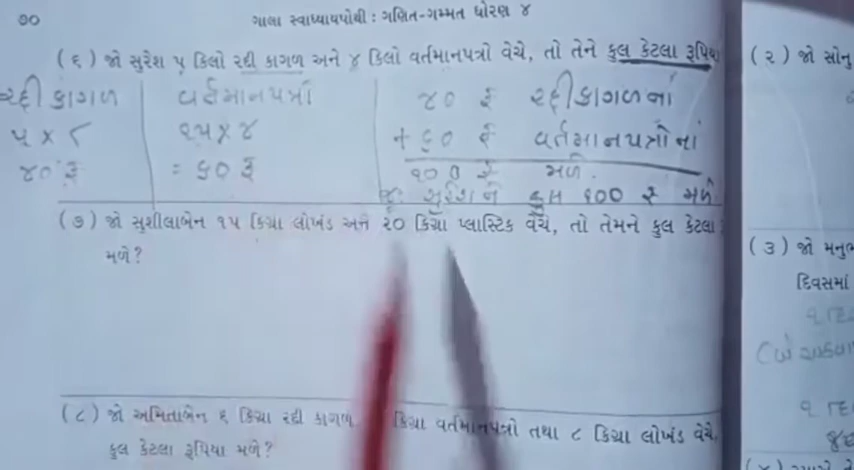 ૭૦
ગાલા સ્વાધ્યાયપોથી : ગણિત-ગમ્મત ધોરણ ૪
(૬) જો સુરેશ ૫ કિલો રદ્દી કાગળ અને ૪ કિલો વર્તમાનપત્રો વેચે, તો તેને કુલ કેટલા રૂપિયા
રદ્દી કાગળ વર્તમાનપત્રો ૪૦ રૂ રદ્દીકાગળનાં
૫ × ૮ ૧૫ × ૪ + ૬૦ રૂ વર્તમાનપત્રોનાં
૪૦ રૂ = ૬૦ રૂ ૧૦૦ રૂ મળે.
સુરેશને કુલ ૧૦૦ રૂ મળે
(૭) જો સુશીલાબેન ૧૫ કિગ્રા લોખંડ અને ૨૦ કિગ્રા પ્લાસ્ટિક વેચે, તો તેમને કુલ કેટલા
મળે?
(૮) જો અમિતાબેન ૬ કિગ્રા રદ્દી કાગળ, કિગ્રા વર્તમાનપત્રો તથા ૮ કિગ્રા લોખંડ વેચે,
કુલ કેટલા રૂપિયા મળે?
(૨) જો સોનુ
(૩) જો મનુભ
દિવસમાં